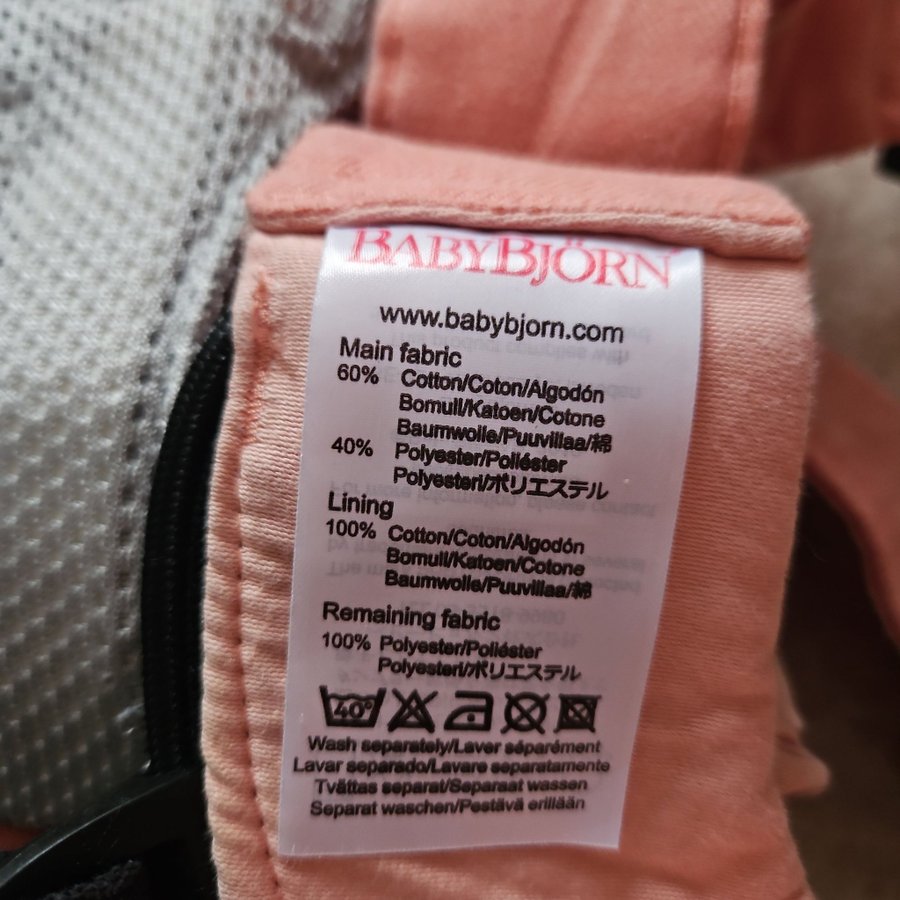 BABYBJÖRN
www.babybjorn.com
Main fabric
60% Cotton/Coton/Algodón
Bomull/Katoen/Cotone
Baumwolle/Puuvillaa/綿
40% Polyester/Poliéster
Polyesteri/ポリエステル
Lining
100% Cotton/Coton/Algodón
Bomull/Katoen/Cotone
Baumwolle/Puuvillaa/綿
Remaining fabric
100% Polyester/Poliéster
Polyesteri/ポリエステル
40°
Wash separately/Laver séparément
Lavar separado/Lavare separatamente
Tvättas separat/Separaat wassen
Separat waschen/Pestävä erillään